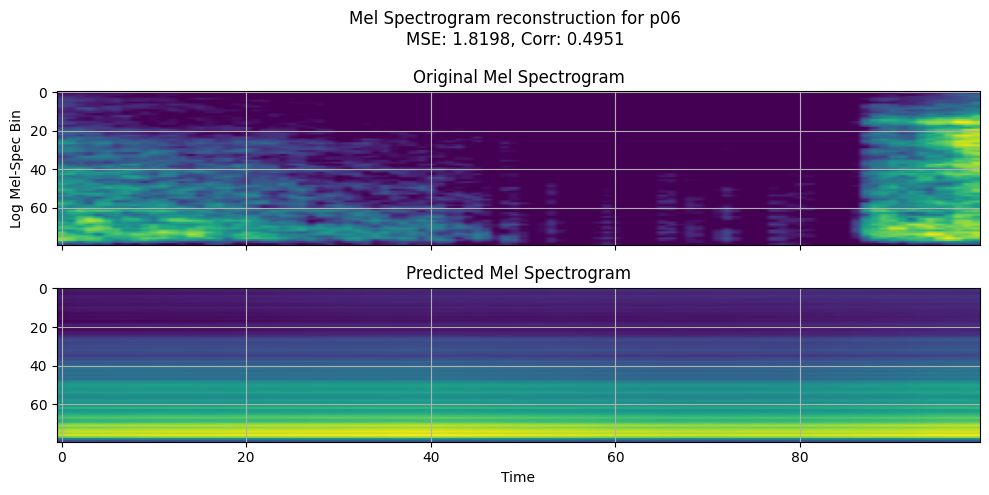 Mel Spectrogram reconstruction for p06
MSE: 1.8198, Corr: 0.4951
Original Mel Spectrogram
0
20
40
60
Log Mel-Spec Bin
Predicted Mel Spectrogram
0
20
40
60
0 20 40 60 80
Time